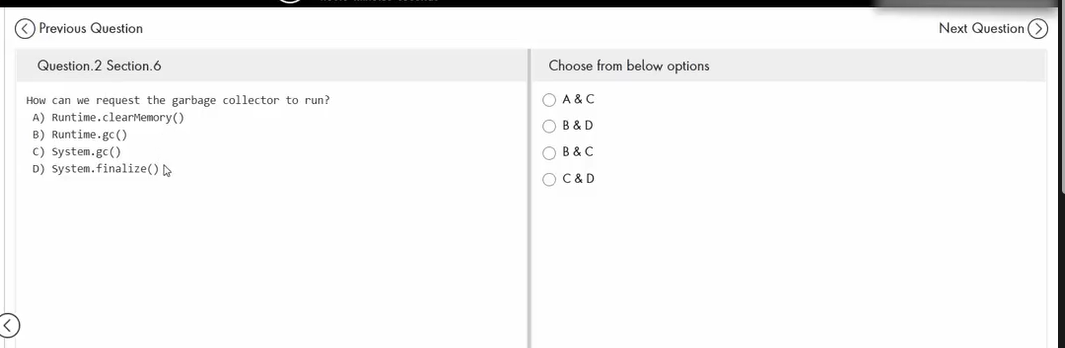 Previous Question
Next Question
Question.2 Section.6
Choose from below options
How can we request the garbage collector to run?
A) Runtime.clearMemory()
B) Runtime.gc()
C) System.gc()
D) System.finalize()
A & C
B & D
B & C
C & D